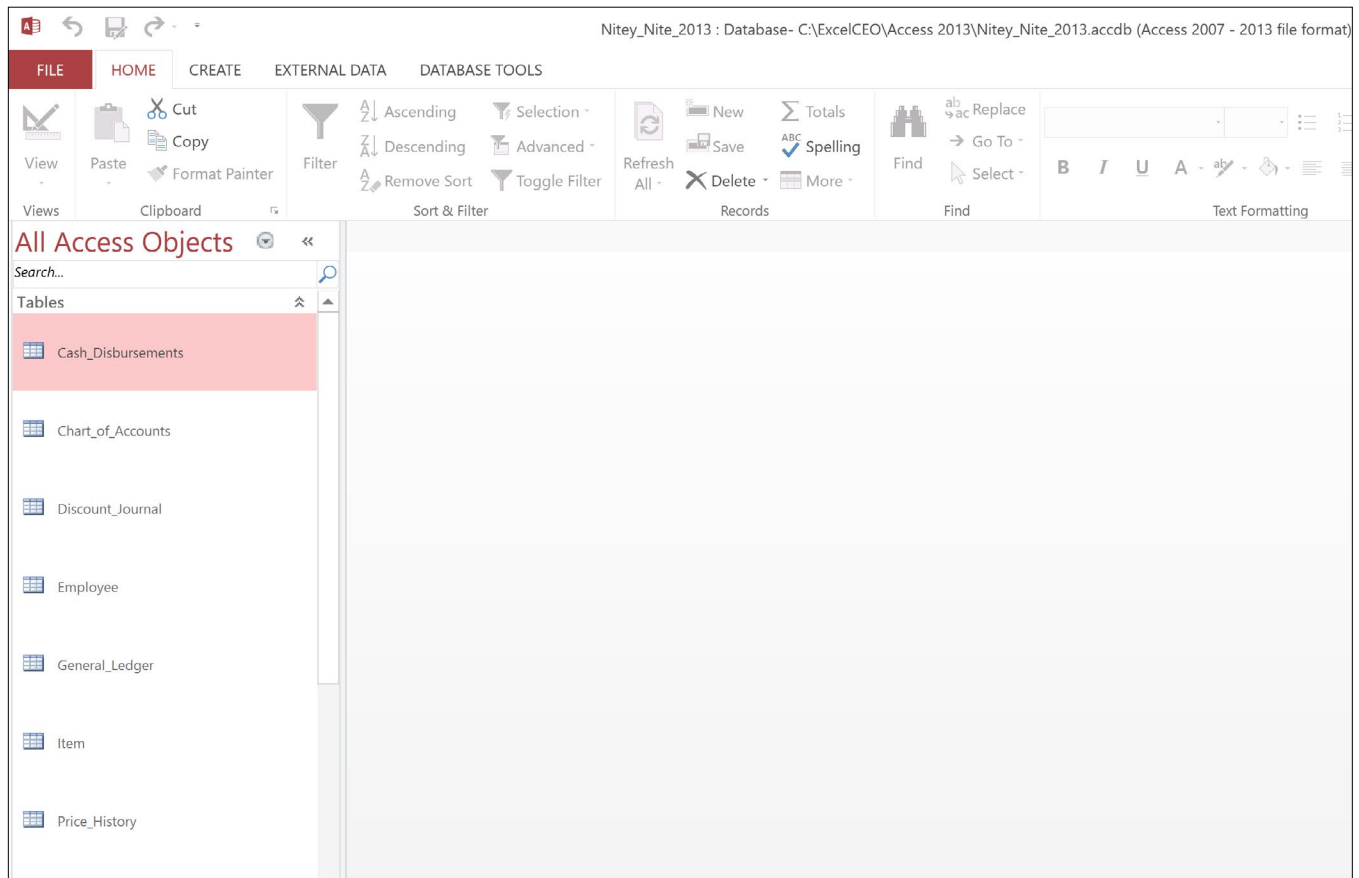 Nitey_Nite_2013 : Database- C:\ExcelCEO\Access 2013\Nitey_Nite_2013.accdb (Access 2007 - 2013 file format)
FILE HOME CREATE EXTERNAL DATA DATABASE TOOLS
View
Views
Paste
Cut
Copy
Format Painter
Clipboard
Filter
Ascending
Descending
Remove Sort
Selection
Advanced
Toggle Filter
Sort & Filter
Refresh
All
New
Save
Delete
Totals
Spelling
More
Records
Find
Replace
Go To
Select
Find
B I U A
Text Formatting
All Access Objects
Search...
Tables
Cash_Disbursements
Chart_of_Accounts
Discount_Journal
Employee
General_Ledger
Item
Price_History